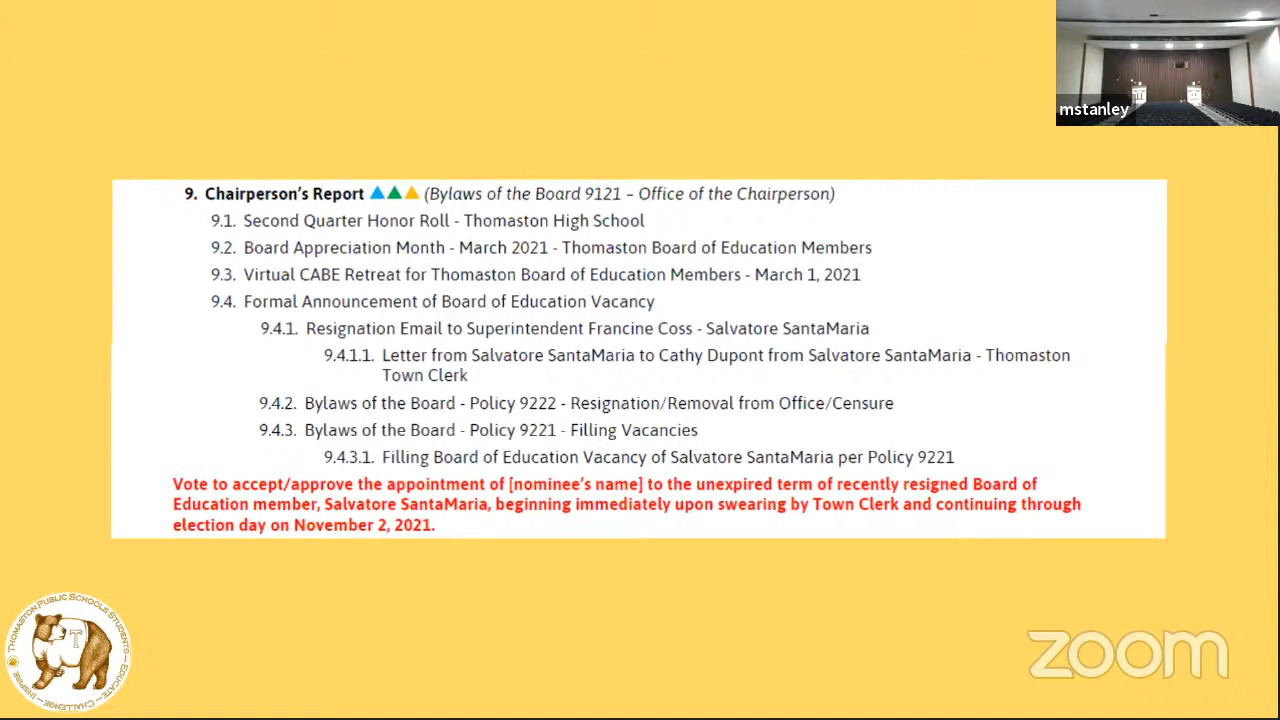 mstanley
9. Chairperson's Report (Bylaws of the Board 9121 – Office of the Chairperson)
9.1. Second Quarter Honor Roll - Thomaston High School
9.2. Board Appreciation Month - March 2021 - Thomaston Board of Education Members
9.3. Virtual CABE Retreat for Thomaston Board of Education Members - March 1, 2021
9.4. Formal Announcement of Board of Education Vacancy
9.4.1. Resignation Email to Superintendent Francine Coss - Salvatore SantaMaria
9.4.1.1. Letter from Salvatore SantaMaria to Cathy Dupont from Salvatore SantaMaria - Thomaston
Town Clerk
9.4.2. Bylaws of the Board - Policy 9222 - Resignation/Removal from Office/Censure
9.4.3. Bylaws of the Board - Policy 9221 - Filling Vacancies
9.4.3.1. Filling Board of Education Vacancy of Salvatore SantaMaria per Policy 9221
Vote to accept/approve the appointment of [nominee's name] to the unexpired term of recently resigned Board of
Education member, Salvatore SantaMaria, beginning immediately upon swearing by Town Clerk and continuing through
election day on November 2, 2021.
Thomaston Public Schools Students
Inspire – Challenge – Educate
T
zoom